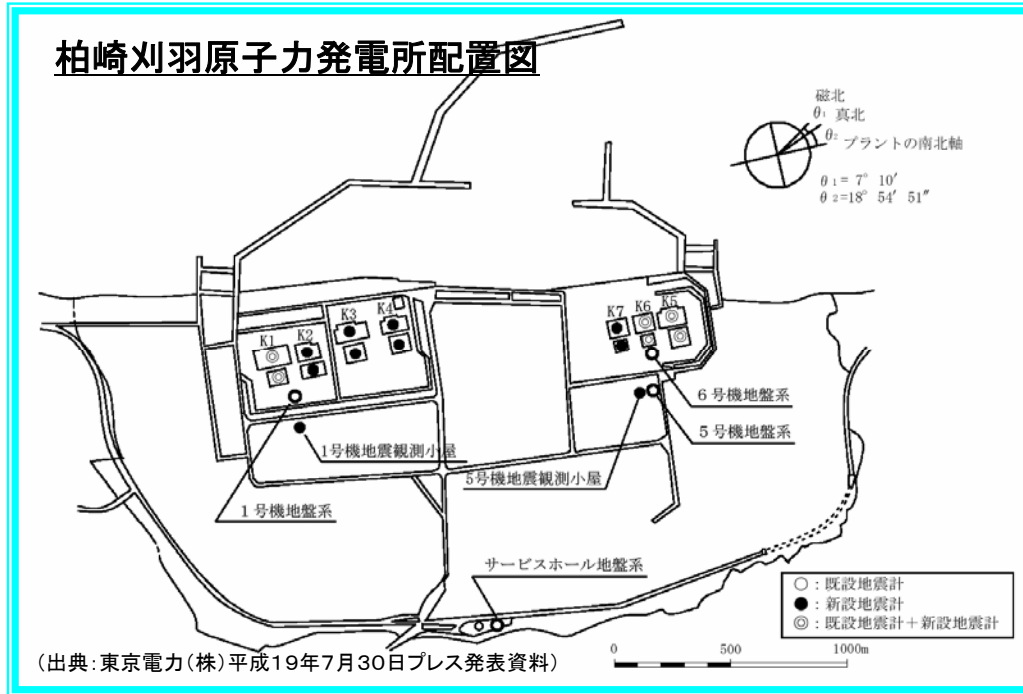 柏崎刈羽原子力発電所配置図
磁北
θ1 真北
θ2 プラントの南北軸
θ1= 7° 10′
θ2=18° 54′ 51″
K1
K2
K3
K4
K7
K6
K5
6号機地盤系
5号機地盤系
1号機地震観測小屋
5号機地震観測小屋
1号機地盤系
サービスホール地盤系
○：既設地震計
●：新設地震計
◎：既設地震計＋新設地震計
0 500 1000m
(出典：東京電力(株)平成19年7月30日プレス発表資料)